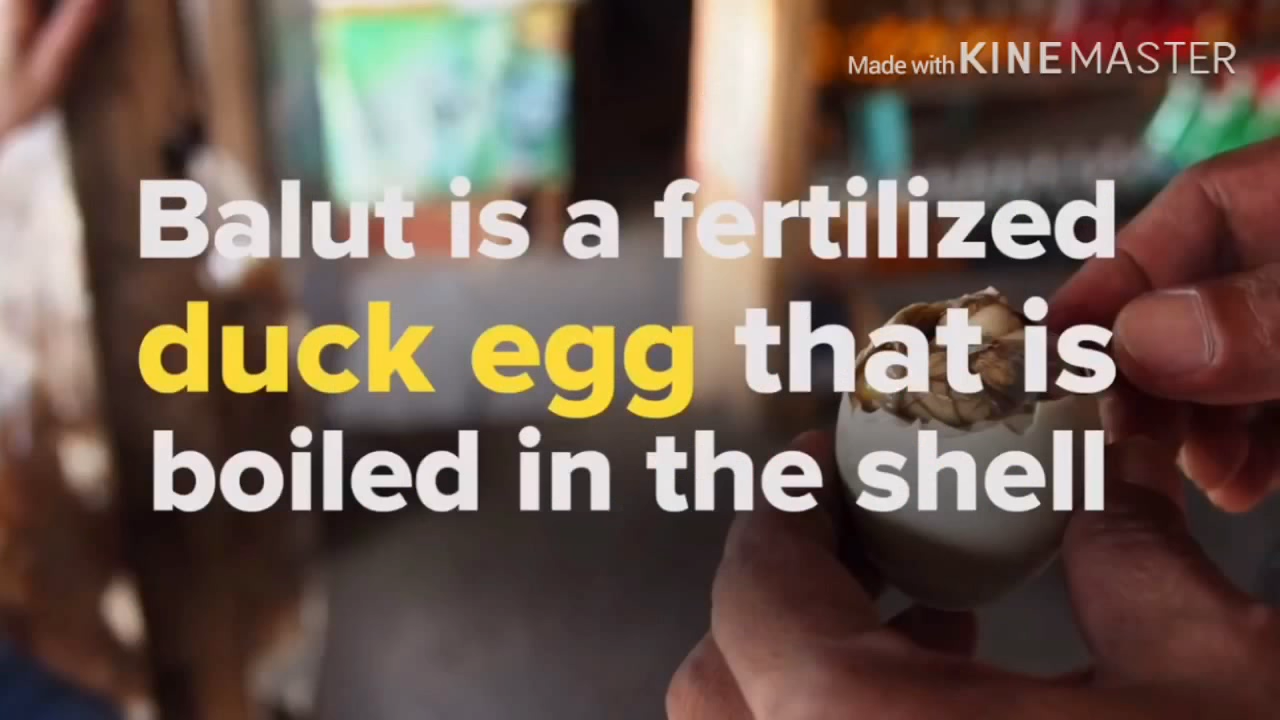 Made with KINEMASTER
Balut is a fertilized
duck egg that is
boiled in the shell